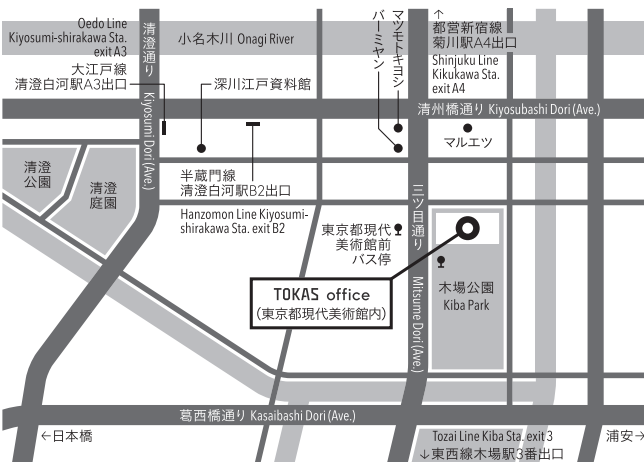 Oedo Line
Kiyosumi-shirakawa Sta.
exit A3
大江戸線
清澄白河駅A3出口
清澄通り Kiyosumi Dori (Ave.)
小名木川 Onagi River
深川江戸資料館
バーミヤン
マツモトキヨシ
↑
都営新宿線
菊川駅A4出口
Shinjuku Line
Kikukawa Sta.
exit A4
清州橋通り Kiyosubashi Dori (Ave.)
マルエツ
清澄
公園
清澄
庭園
半蔵門線
清澄白河駅B2出口
Hanzomon Line Kiyosumi-
shirakawa Sta. exit B2
三ツ目通り Mitsume Dori (Ave.)
東京都現代
美術館前
バス停
TOKAS office
(東京都現代美術館内)
木場公園
Kiba Park
葛西橋通り Kasaibashi Dori (Ave.)
←日本橋
Tozai Line Kiba Sta. exit 3
↓東西線木場駅3番出口
浦安→